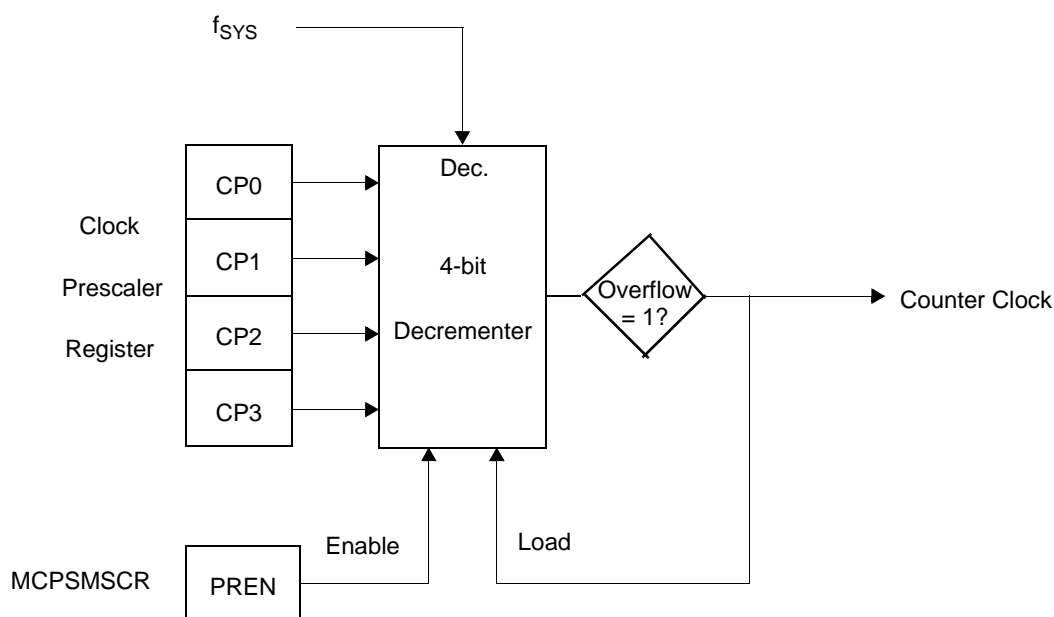 fSYS
Dec.
CP0
Clock
CP1
4-bit
Prescaler
Overflow
= 1?
Counter Clock
CP2
Decrementer
Register
CP3
Enable
Load
MCPSMSCR
PREN